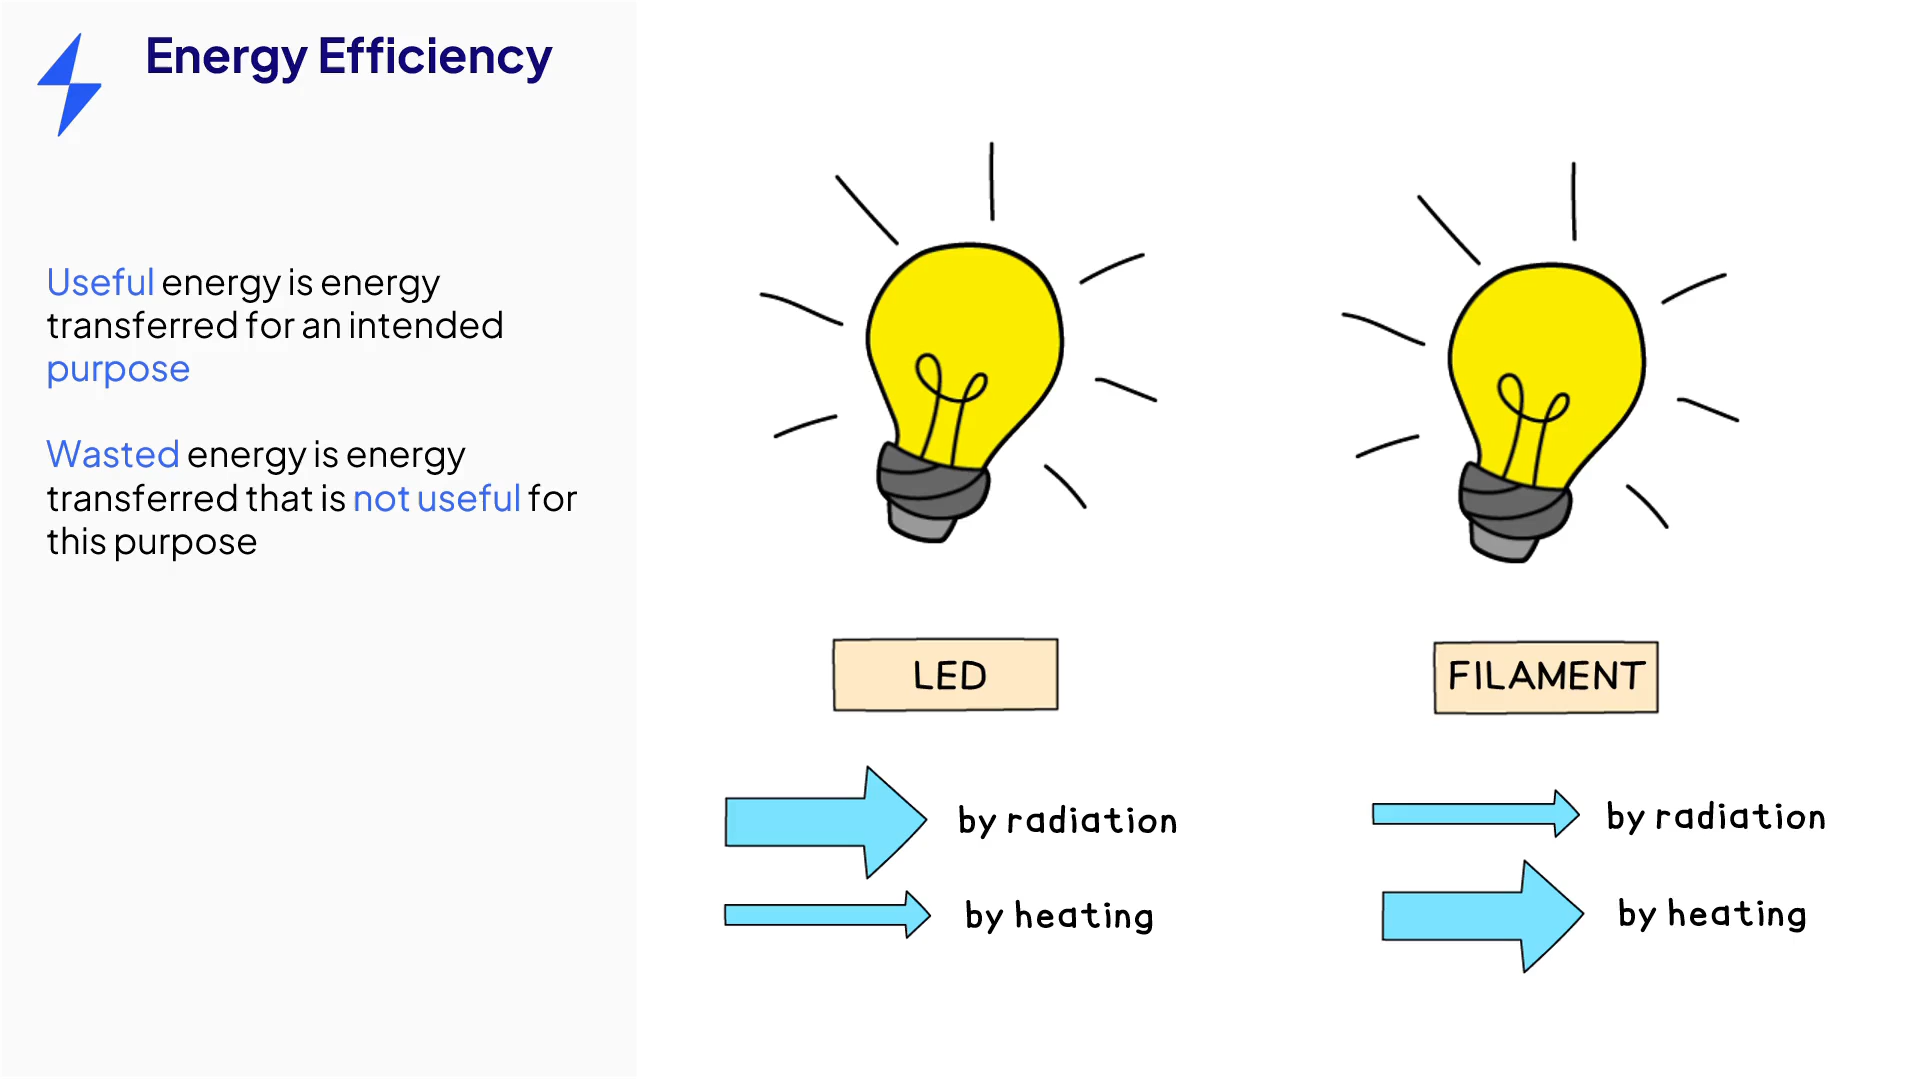 Energy Efficiency
Useful energy is energy
transferred for an intended
purpose
Wasted energy is energy
transferred that is not useful for
this purpose
LED
by radiation
by heating
FILAMENT
by radiation
by heating